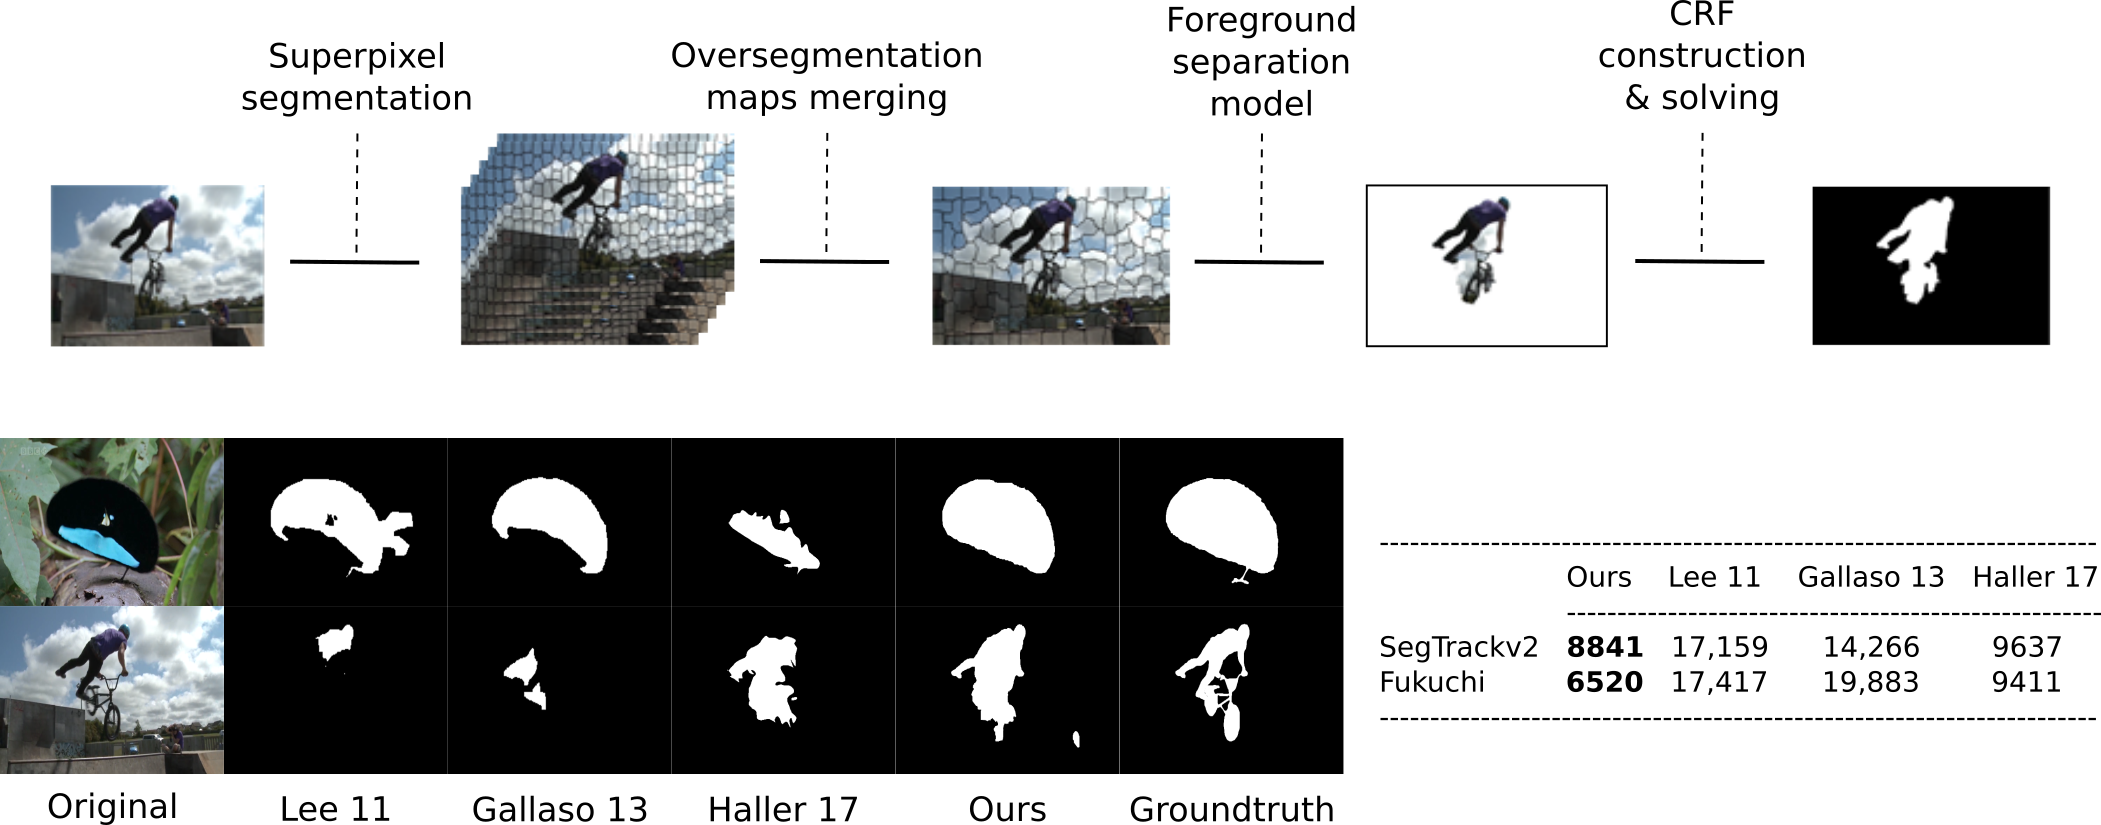 Superpixel
segmentation
Oversegmentation
maps merging
Foreground
separation
model
CRF
construction
& solving
Original
Lee 11
Gallaso 13
Haller 17
Ours
Groundtruth
Ours Lee 11 Gallaso 13 Haller 17
SegTrackv2 8841 17,159 14,266 9637
Fukuchi 6520 17,417 19,883 9411